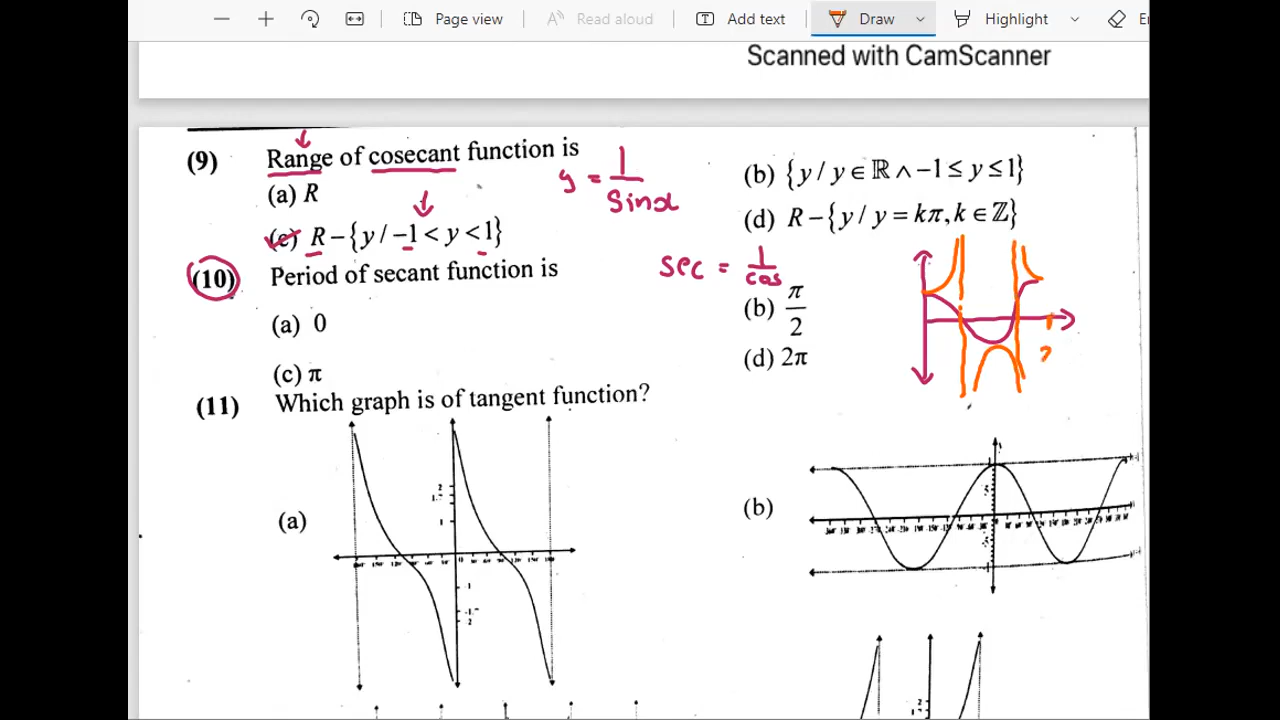 Page view
Read aloud
Add text
Draw
Highlight
Scanned with CamScanner
(9) Range of cosecant function is
y = 1/Sinx
(a) R
(b) {y / y ∈ ℝ ∧ −1 ≤ y ≤ 1}
(c) R − {y / −1 < y < 1}
(d) R − {y / y = kπ, k ∈ ℤ}
(10) Period of secant function is
sec = 1/cos
(a) 0
(b) π/2
(c) π
(d) 2π
(11) Which graph is of tangent function?
(a)
(b)